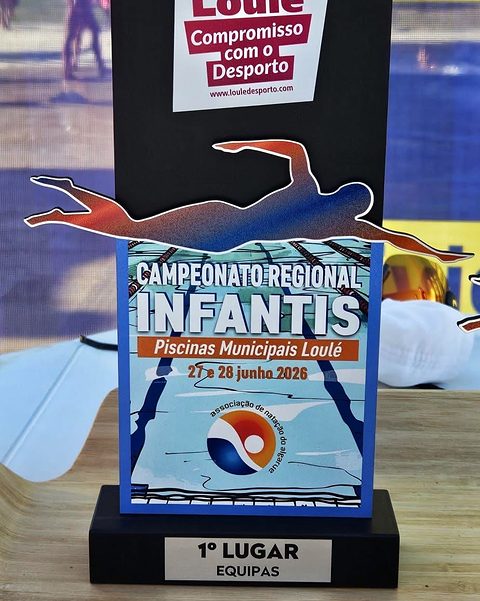 Loulé
Compromisso
com o
Desporto
www.louledesporto.com
CAMPEONATO REGIONAL
INFANTIS
Piscinas Municipais Loulé
27 e 28 junho 2026
associação de natação do algarve
1º LUGAR
EQUIPAS